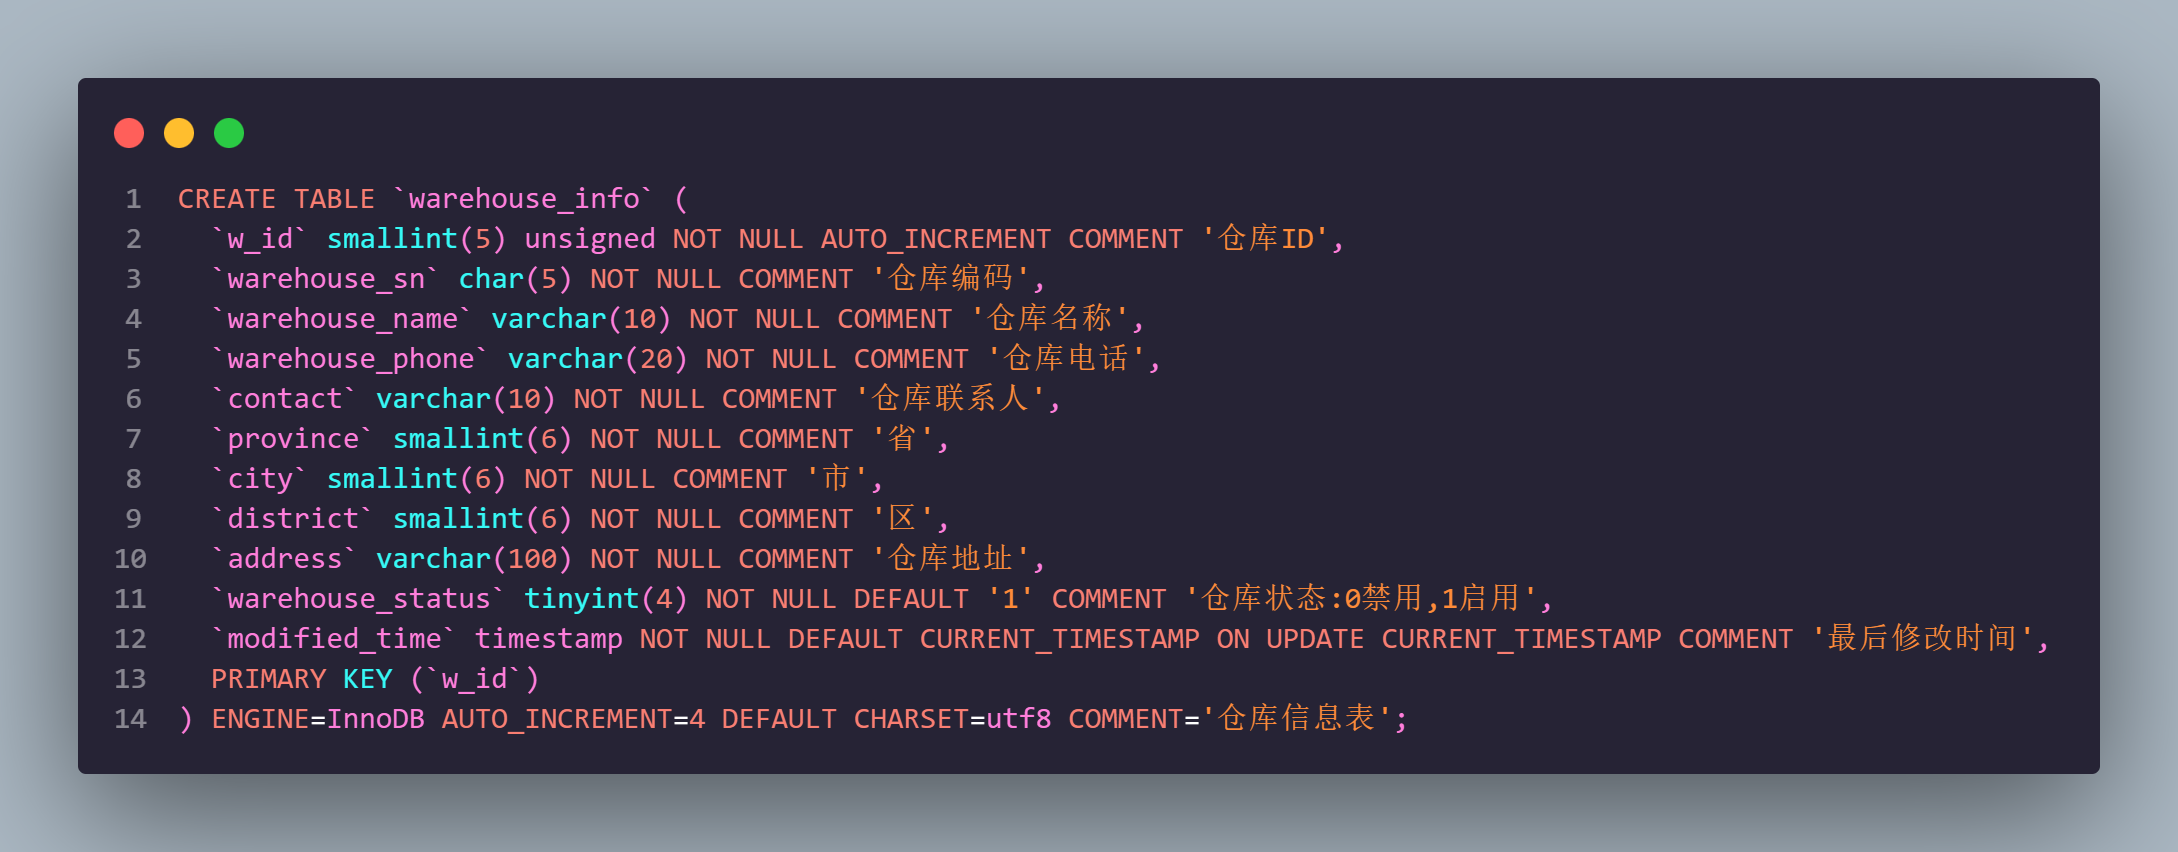 1 CREATE TABLE `warehouse_info` (
2   `w_id` smallint(5) unsigned NOT NULL AUTO_INCREMENT COMMENT '仓库ID',
3   `warehouse_sn` char(5) NOT NULL COMMENT '仓库编码',
4   `warehouse_name` varchar(10) NOT NULL COMMENT '仓库名称',
5   `warehouse_phone` varchar(20) NOT NULL COMMENT '仓库电话',
6   `contact` varchar(10) NOT NULL COMMENT '仓库联系人',
7   `province` smallint(6) NOT NULL COMMENT '省',
8   `city` smallint(6) NOT NULL COMMENT '市',
9   `district` smallint(6) NOT NULL COMMENT '区',
10   `address` varchar(100) NOT NULL COMMENT '仓库地址',
11   `warehouse_status` tinyint(4) NOT NULL DEFAULT '1' COMMENT '仓库状态:0禁用,1启用',
12   `modified_time` timestamp NOT NULL DEFAULT CURRENT_TIMESTAMP ON UPDATE CURRENT_TIMESTAMP COMMENT '最后修改时间',
13   PRIMARY KEY (`w_id`)
14 ) ENGINE=InnoDB AUTO_INCREMENT=4 DEFAULT CHARSET=utf8 COMMENT='仓库信息表';